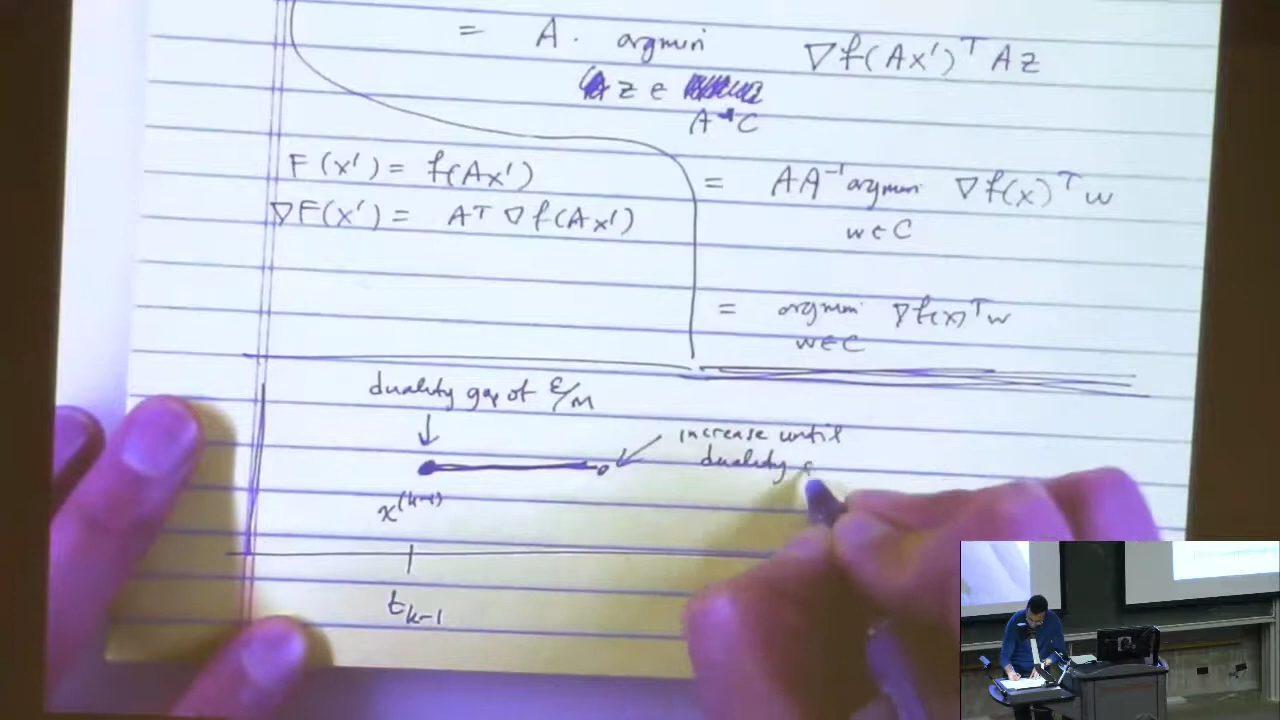 = A. argmin ∇f(Ax')ᵀ Az
z ∈
A⁻¹C
F(x') = f(Ax')
∇F(x') = Aᵀ ∇f(Ax')
= AA⁻¹ argmin ∇f(x)ᵀ w
w ∈ C
= argmin ∇f(x)ᵀw
w ∈ C
duality gap of ε/m
increase until
duality
x⁽ᵏ⁻¹⁾
t_{k-1}